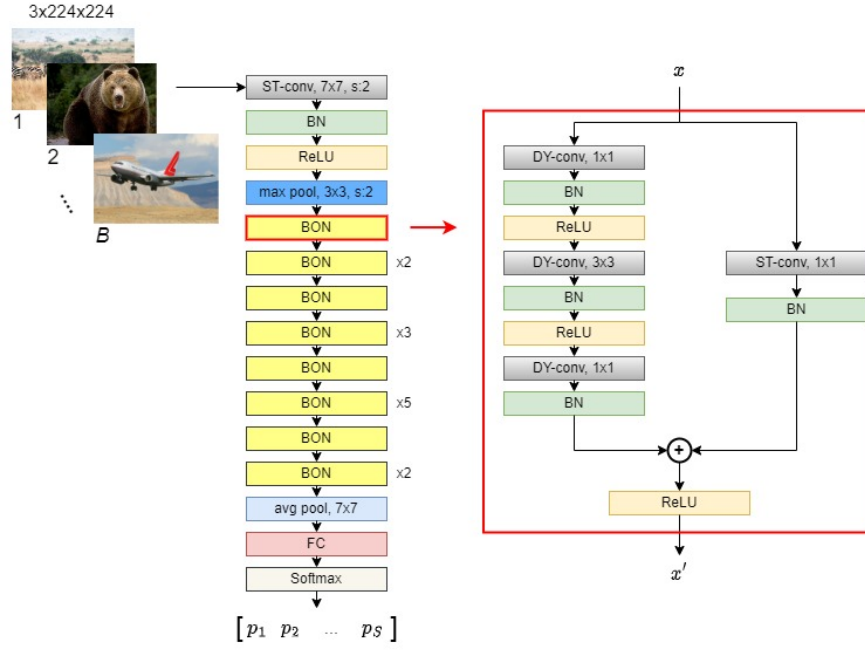 3x224x224
1
2
B
ST-conv, 7x7, s:2
BN
ReLU
max pool, 3x3, s:2
BON
BON x2
BON
BON x3
BON
BON x5
BON
BON x2
avg pool, 7x7
FC
Softmax
[ p₁ p₂ ... p_S ]
x
DY-conv, 1x1
BN
ReLU
DY-conv, 3x3
BN
ReLU
DY-conv, 1x1
BN
ST-conv, 1x1
BN
+
ReLU
x′